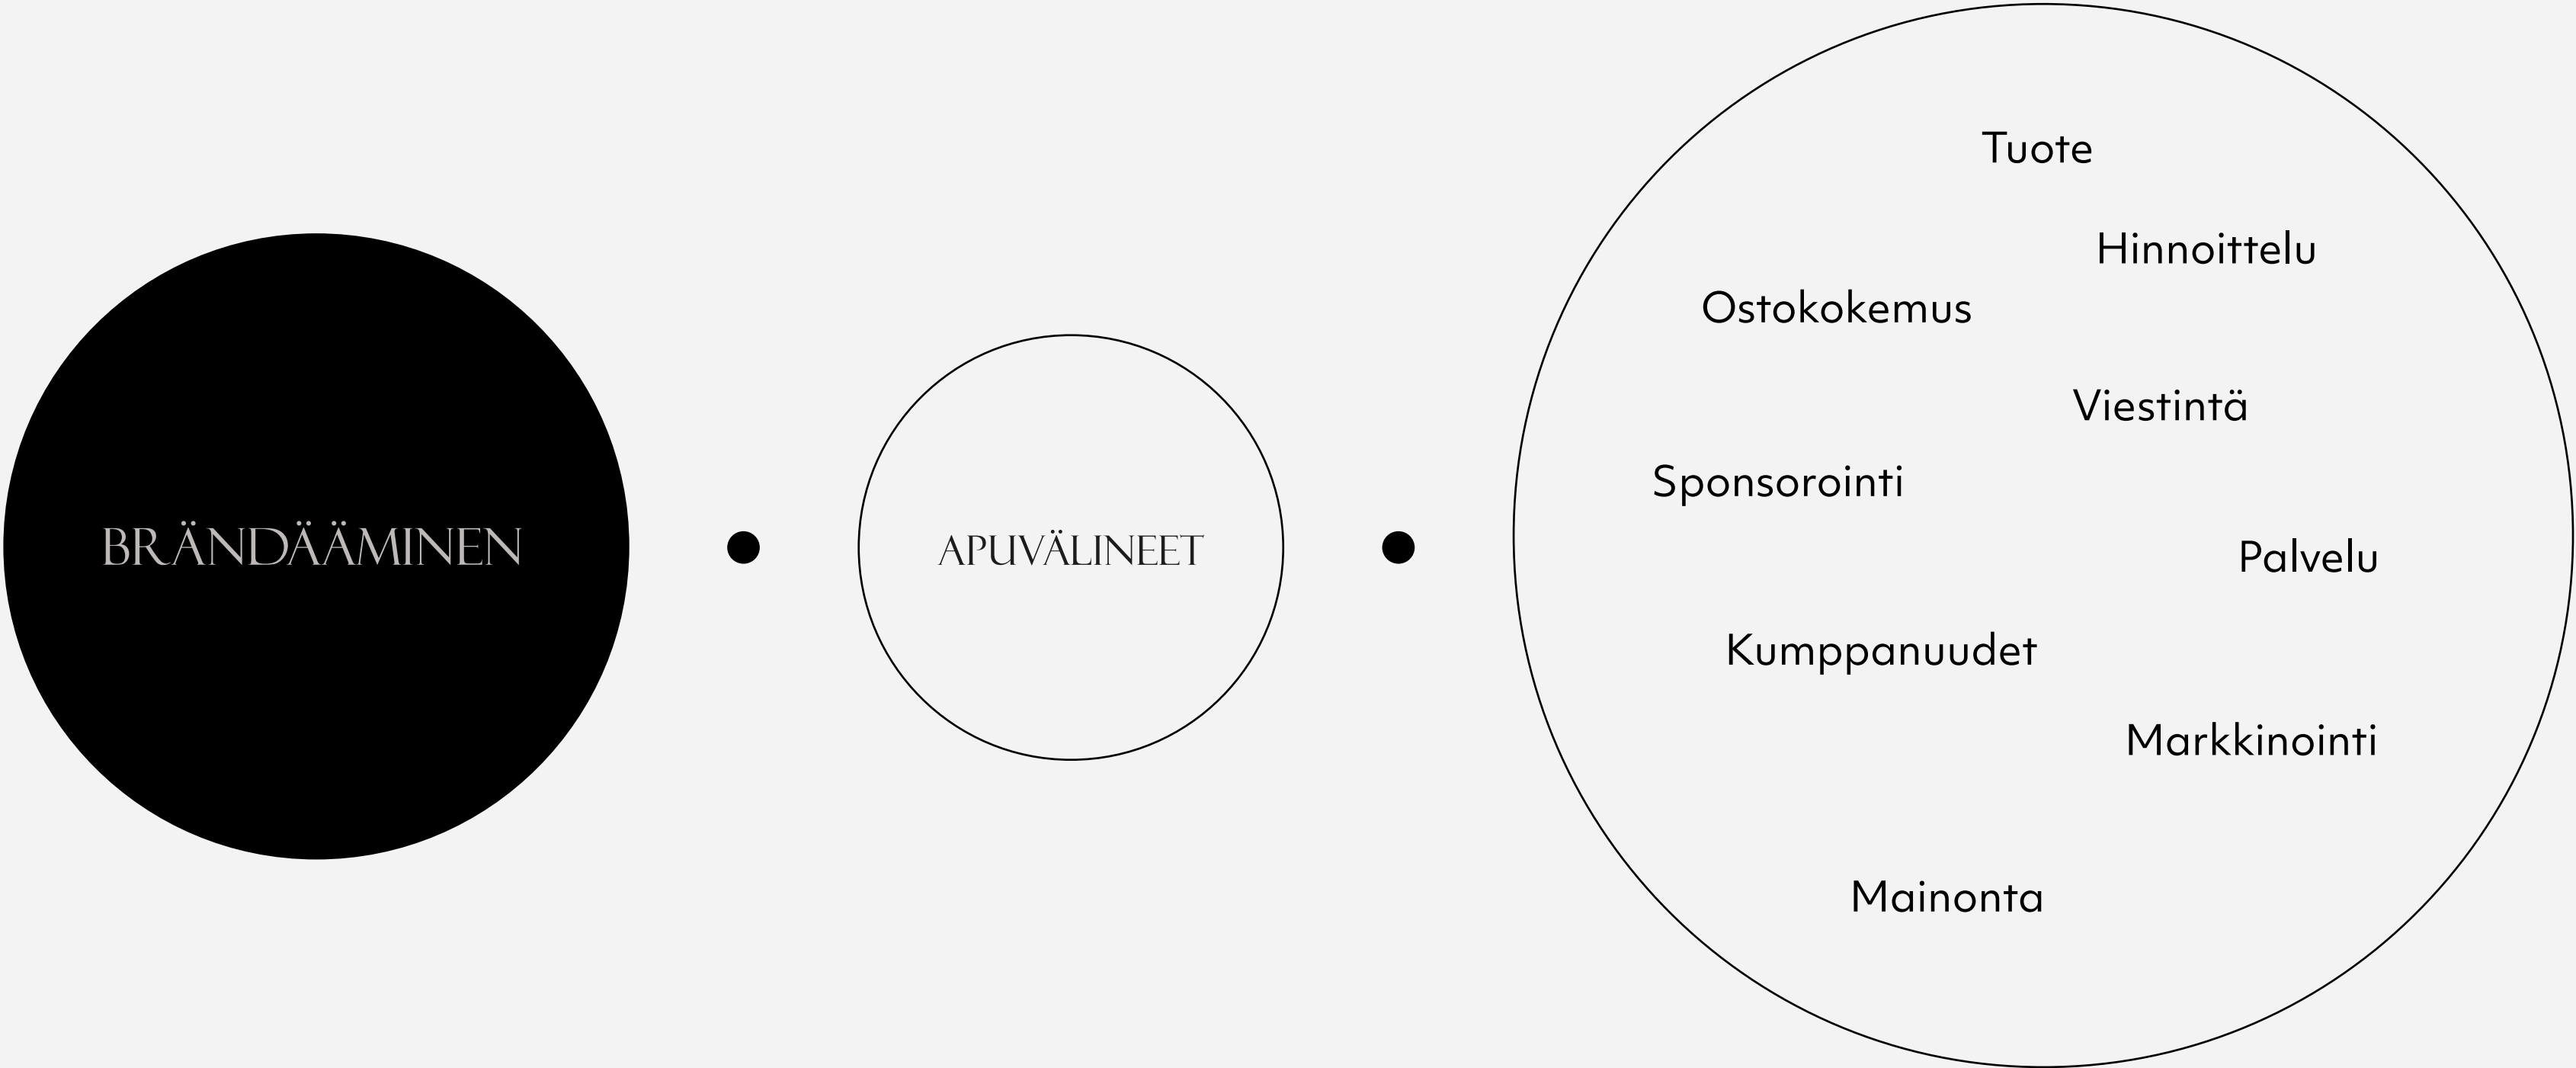 BRÄNDÄÄMINEN
APUVÄLINEET
Tuote
Hinnoittelu
Ostokokemus
Viestintä
Sponsorointi
Palvelu
Kumppanuudet
Markkinointi
Mainonta